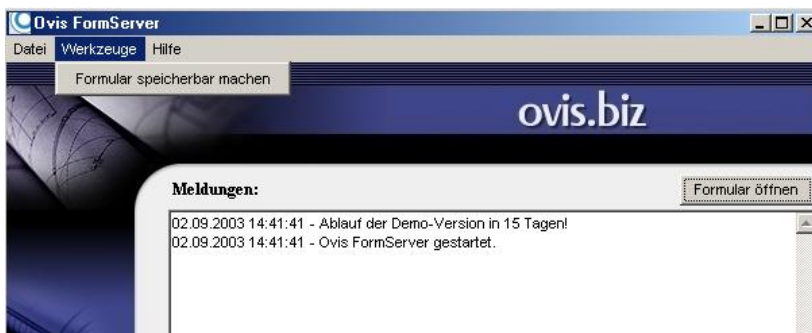 Ovis FormServer
Datei Werkzeuge Hilfe
Formular speicherbar machen
ovis.biz
Meldungen:
Formular öffnen
02.09.2003 14:41:41 - Ablauf der Demo-Version in 15 Tagen!
02.09.2003 14:41:41 - Ovis FormServer gestartet.